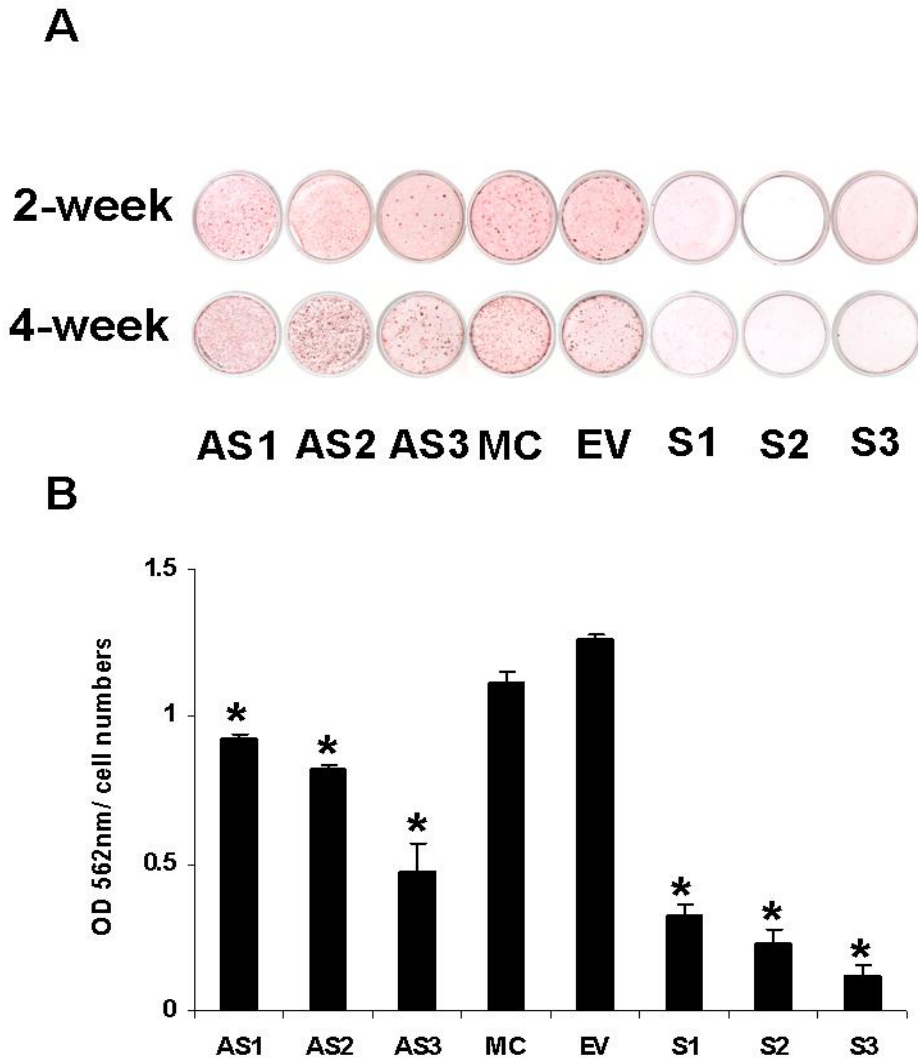 A
2-week
4-week
AS1 AS2 AS3 MC EV S1 S2 S3
B
1.5
1
0.5
0
OD 562nm/ cell numbers
* * * * * *
AS1 AS2 AS3 MC EV S1 S2 S3